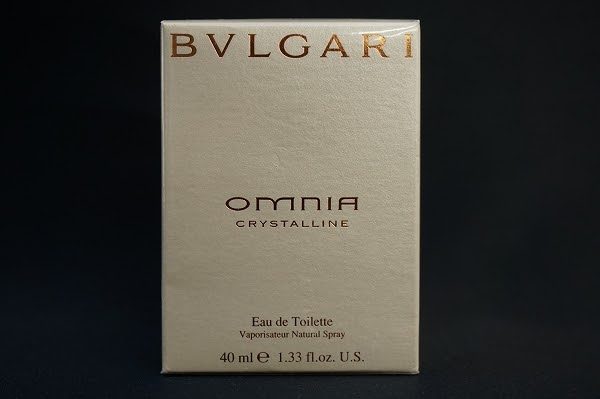 BVLGARI
OMNIA
CRYSTALLINE
Eau de Toilette
Vaporisateur Natural Spray
40 ml ℮ 1.33 fl.oz. U.S.